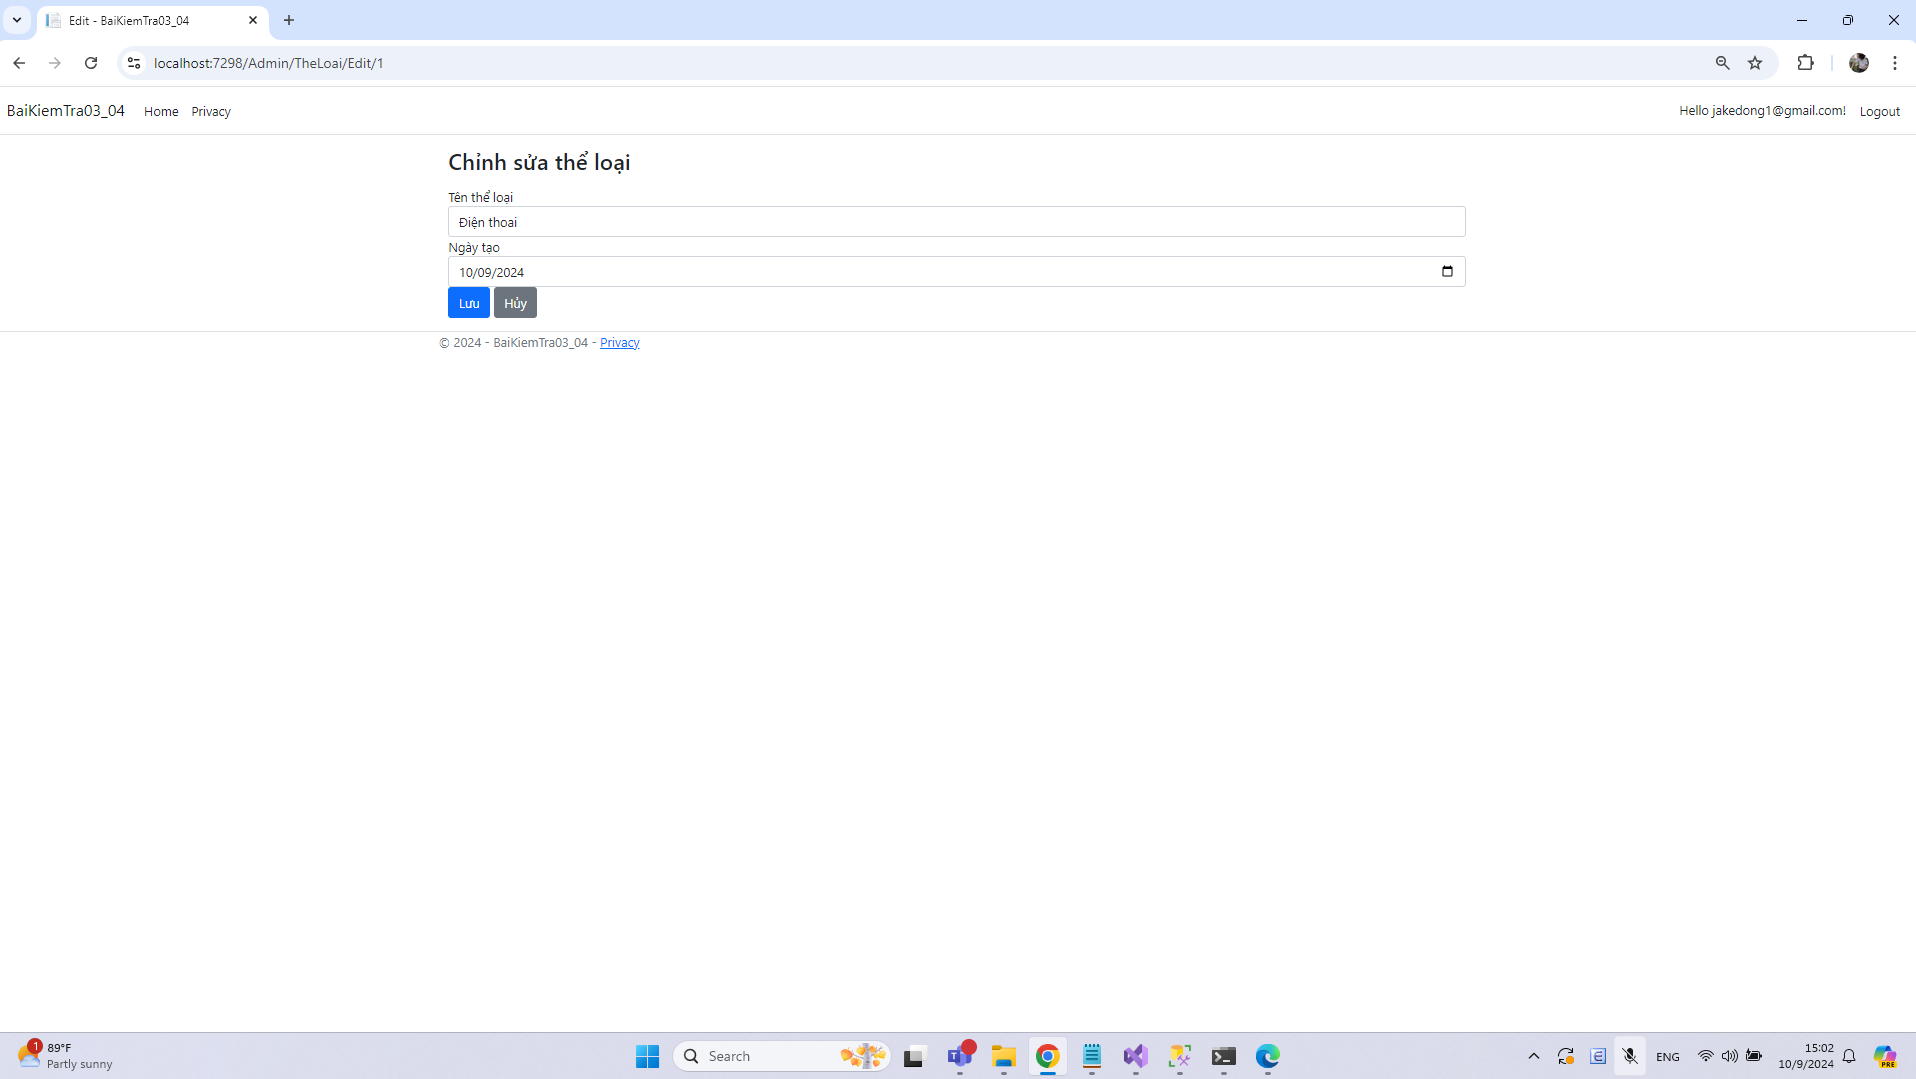 Edit - BaiKiemTra03_04
localhost:7298/Admin/TheLoai/Edit/1
BaiKiemTra03_04 Home Privacy Hello jakedong1@gmail.com! Logout
Chỉnh sửa thể loại
Tên thể loại
Điện thoai
Ngày tạo
10/09/2024
Lưu Hủy
© 2024 - BaiKiemTra03_04 - Privacy
1 89°F
Partly sunny
Search
ENG
15:02
10/9/2024
PRE